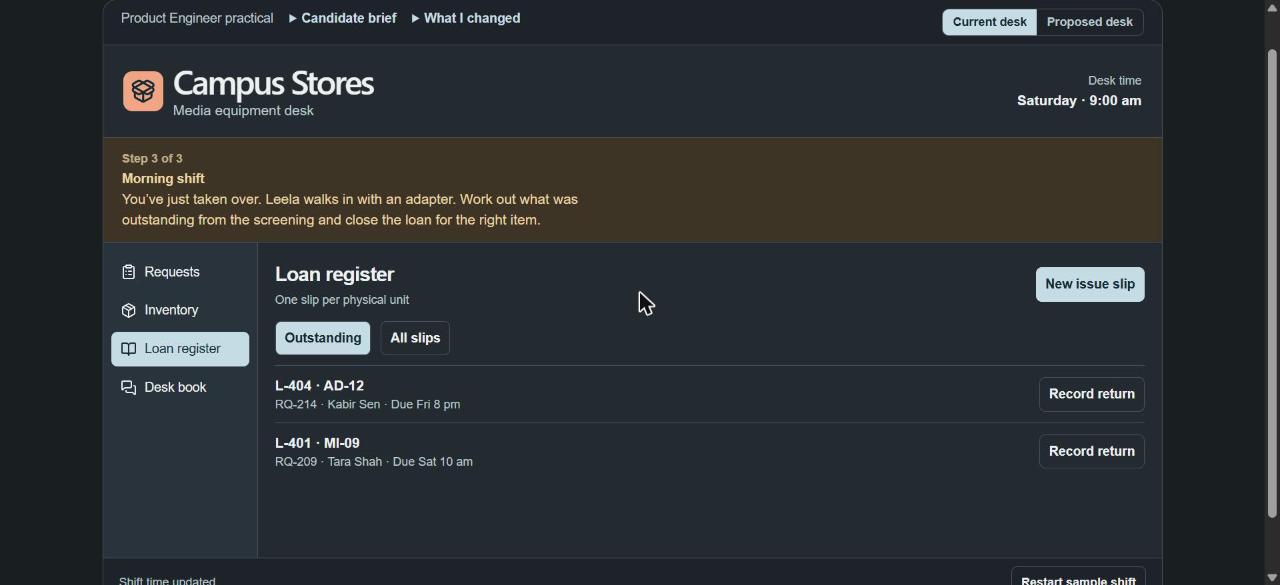 Product Engineer practical ▶ Candidate brief ▶ What I changed
Current desk Proposed desk
Campus Stores
Media equipment desk
Desk time
Saturday · 9:00 am
Step 3 of 3
Morning shift
You've just taken over. Leela walks in with an adapter. Work out what was
outstanding from the screening and close the loan for the right item.
Requests
Inventory
Loan register
Desk book
Loan register
One slip per physical unit
New issue slip
Outstanding All slips
L-404 · AD-12
RQ-214 · Kabir Sen · Due Fri 8 pm
Record return
L-401 · MI-09
RQ-209 · Tara Shah · Due Sat 10 am
Record return
Shift time updated
Restart sample shift